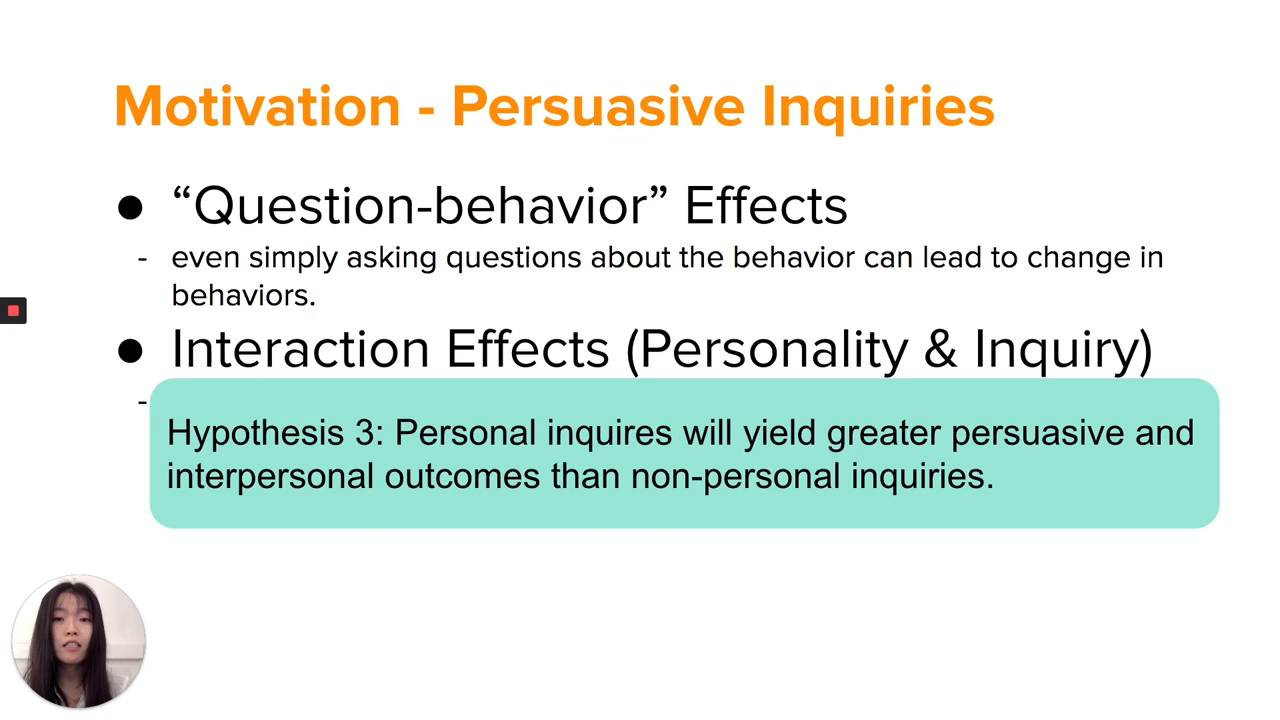 Motivation - Persuasive Inquiries
● “Question-behavior” Effects
- even simply asking questions about the behavior can lead to change in
behaviors.
● Interaction Effects (Personality & Inquiry)
-
Hypothesis 3: Personal inquires will yield greater persuasive and
interpersonal outcomes than non-personal inquiries.